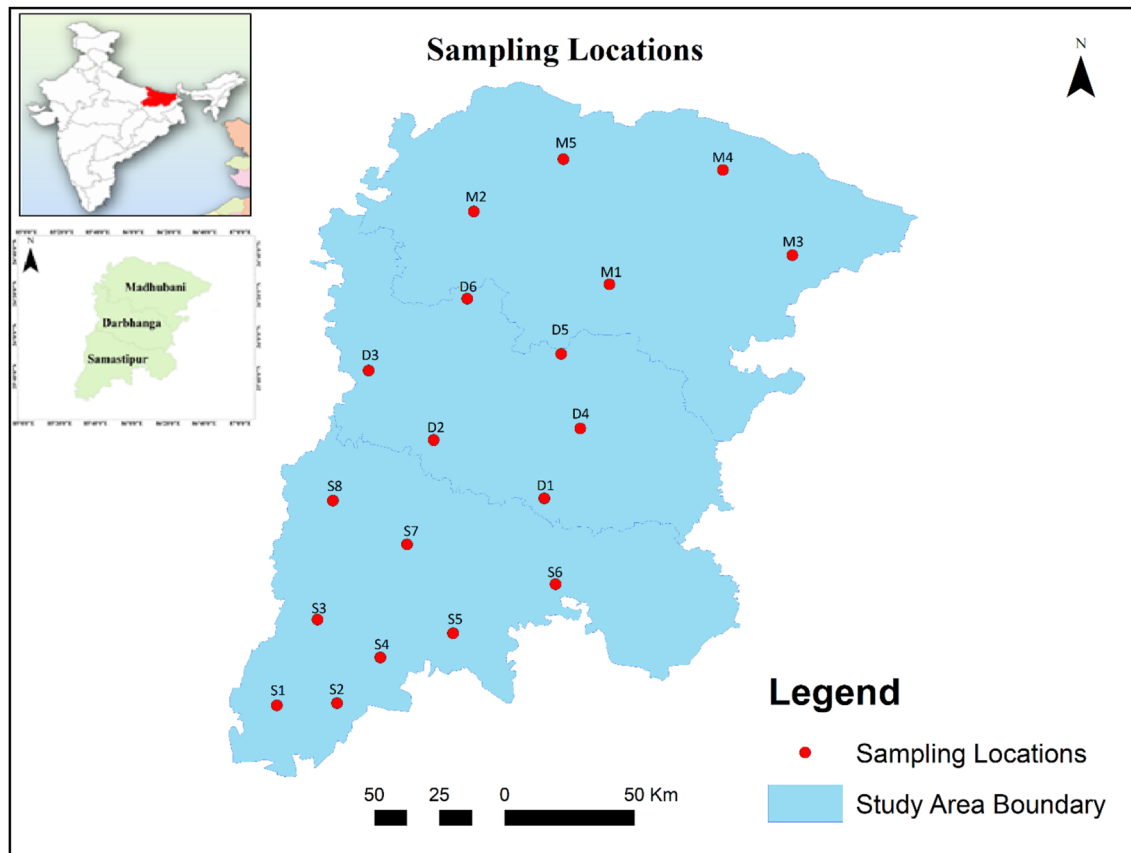 Sampling Locations
N
M5
M4
M2
M3
M1
D6
D5
D3
D4
D2
D1
S8
S7
S6
S3
S5
S4
S1
S2
N
Madhubani
Darbhanga
Samastipur
Legend
Sampling Locations
Study Area Boundary
50 25 0 50 Km